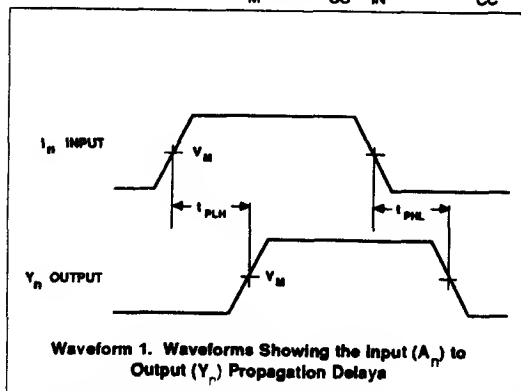 Iₙ INPUT
V_M
t_PLH
t_PHL
Yₙ OUTPUT
V_M
Waveform 1. Waveforms Showing the Input (Aₙ) to
Output (Yₙ) Propagation Delays